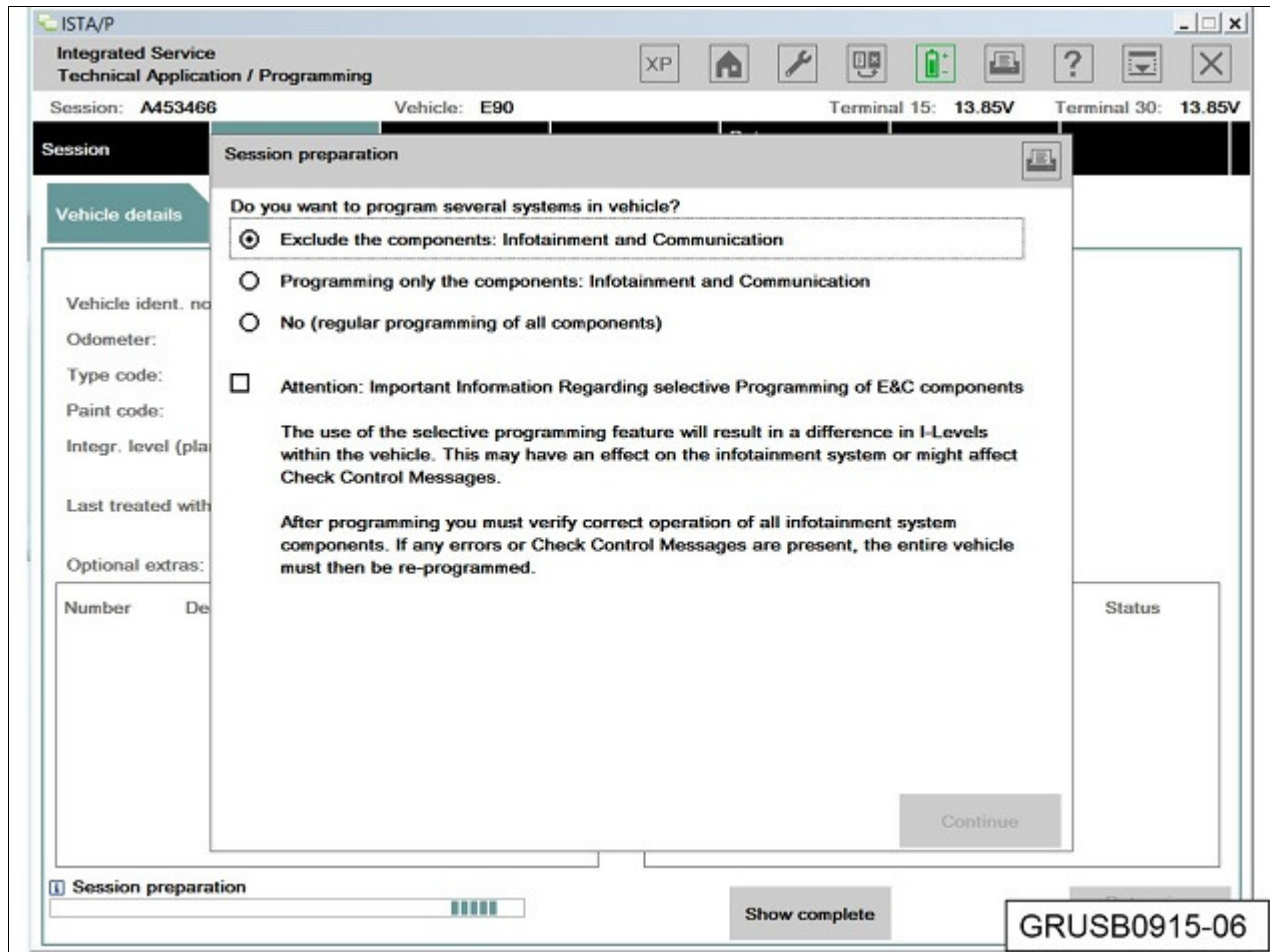 ISTA/P
Integrated Service
Technical Application / Programming
XP
?
Session: A453466 Vehicle: E90 Terminal 15: 13.85V Terminal 30: 13.85V
Session
Session preparation
Vehicle details
Do you want to program several systems in vehicle?
Exclude the components: Infotainment and Communication
Programming only the components: Infotainment and Communication
No (regular programming of all components)
Attention: Important Information Regarding selective Programming of E&C components
The use of the selective programming feature will result in a difference in I-Levels
within the vehicle. This may have an effect on the infotainment system or might affect
Check Control Messages.
After programming you must verify correct operation of all infotainment system
components. If any errors or Check Control Messages are present, the entire vehicle
must then be re-programmed.
Vehicle ident. no
Odometer:
Type code:
Paint code:
Integr. level (pla
Last treated with
Optional extras:
Number De Status
Continue
Session preparation
Show complete
GRUSB0915-06